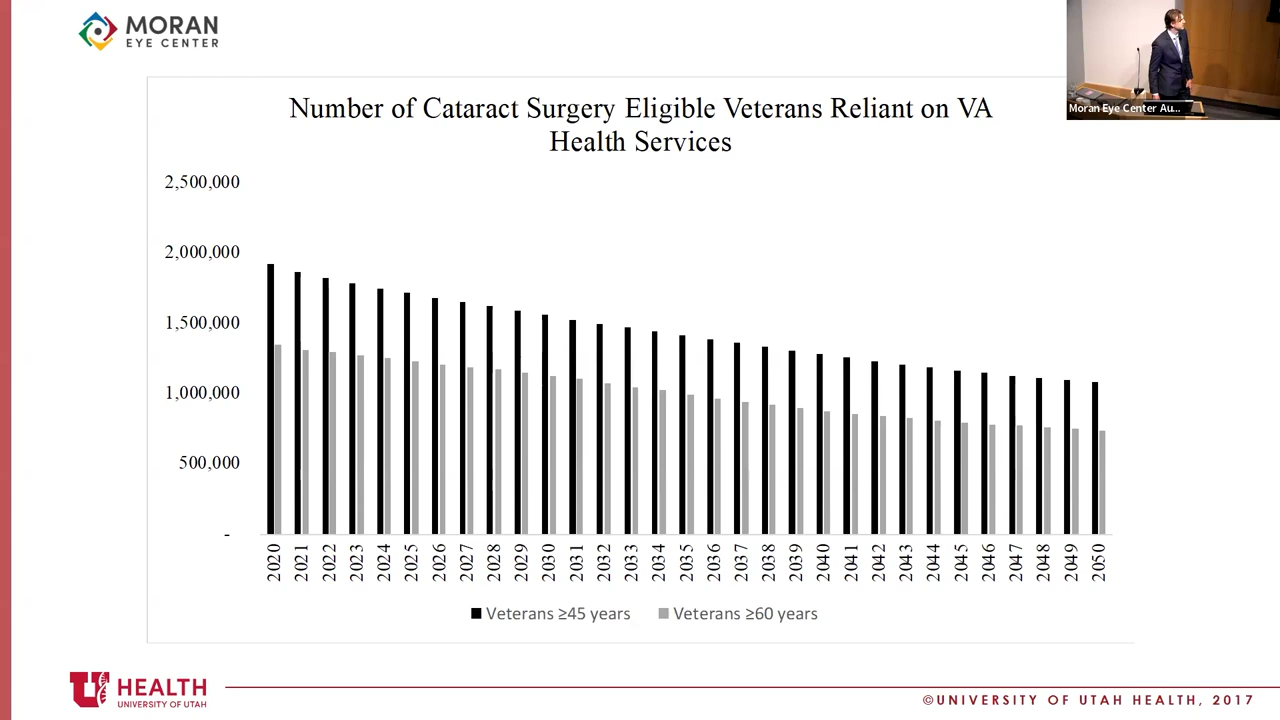 MORAN
EYE CENTER
Moran Eye Center Au...
Number of Cataract Surgery Eligible Veterans Reliant on VA
Health Services
2,500,000
2,000,000
1,500,000
1,000,000
500,000
-
2020 2021 2022 2023 2024 2025 2026 2027 2028 2029 2030 2031 2032 2033 2034 2035 2036 2037 2038 2039 2040 2041 2042 2043 2044 2045 2046 2047 2048 2049 2050
Veterans ≥45 years Veterans ≥60 years
U HEALTH
UNIVERSITY OF UTAH
©UNIVERSITY OF UTAH HEALTH, 2017